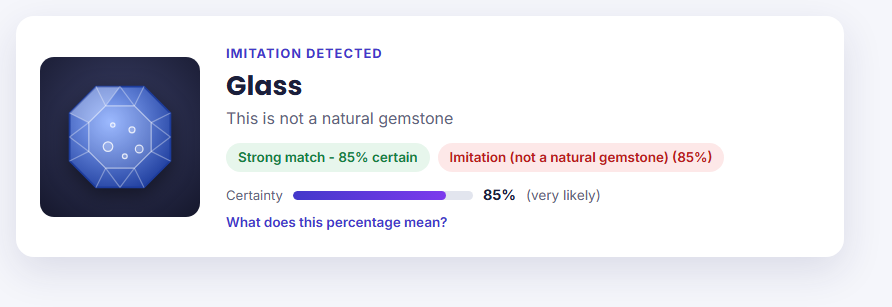 IMITATION DETECTED
Glass
This is not a natural gemstone
Strong match - 85% certain Imitation (not a natural gemstone) (85%)
Certainty 85% (very likely)
What does this percentage mean?